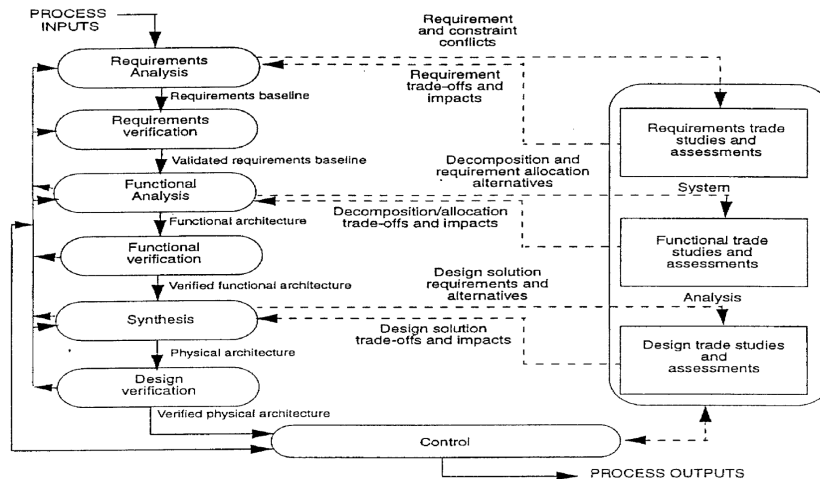 PROCESS
INPUTS
Requirements
Analysis
Requirements baseline
Requirements
verification
Validated requirements baseline
Functional
Analysis
Functional architecture
Functional
verification
Verified functional architecture
Synthesis
Physical architecture
Design
verification
Verified physical architecture
Control
PROCESS OUTPUTS
Requirement
and constraint
conflicts
Requirement
trade-offs and
impacts
Decomposition and
requirement allocation
alternatives
Decomposition/allocation
trade-offs and impacts
Design solution
requirements and
alternatives
Design solution
trade-offs and impacts
Requirements trade
studies and
assessments
System
Functional trade
studies and
assessments
Analysis
Design trade studies
and
assessments